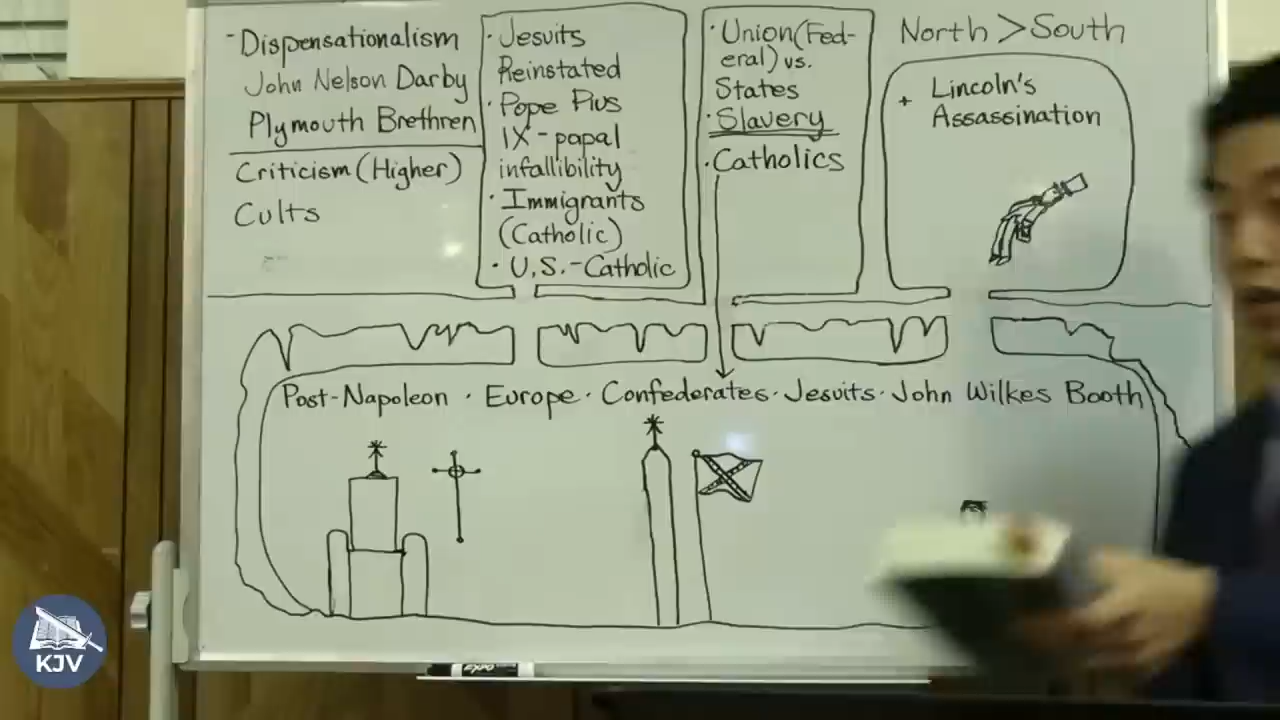 - Dispensationalism
John Nelson Darby
Plymouth Brethren
Criticism (Higher)
Cults
· Jesuits
Reinstated
· Pope Pius
IX - papal
infallibility
· Immigrants
(Catholic)
· U.S.-Catholic
· Union (Fed-
eral) vs.
States
· Slavery
· Catholics
North > South
+ Lincoln's
Assassination
Post-Napoleon · Europe · Confederates · Jesuits · John Wilkes Booth
KJV